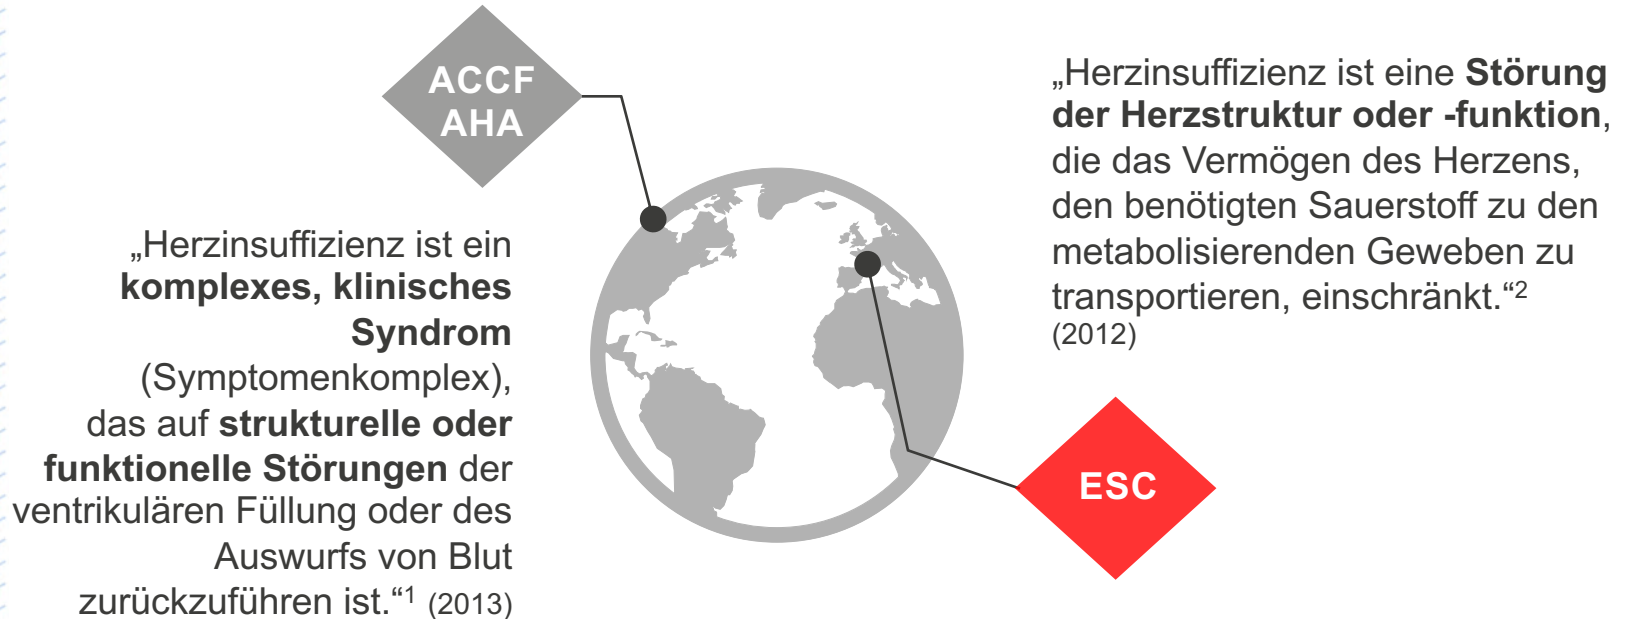 ACCF
AHA
„Herzinsuffizienz ist ein
komplexes, klinisches
Syndrom
(Symptomenkomplex),
das auf strukturelle oder
funktionelle Störungen der
ventrikulären Füllung oder des
Auswurfs von Blut
zurückzuführen ist.“¹ (2013)
„Herzinsuffizienz ist eine Störung
der Herzstruktur oder -funktion,
die das Vermögen des Herzens,
den benötigten Sauerstoff zu den
metabolisierenden Geweben zu
transportieren, einschränkt.“²
(2012)
ESC